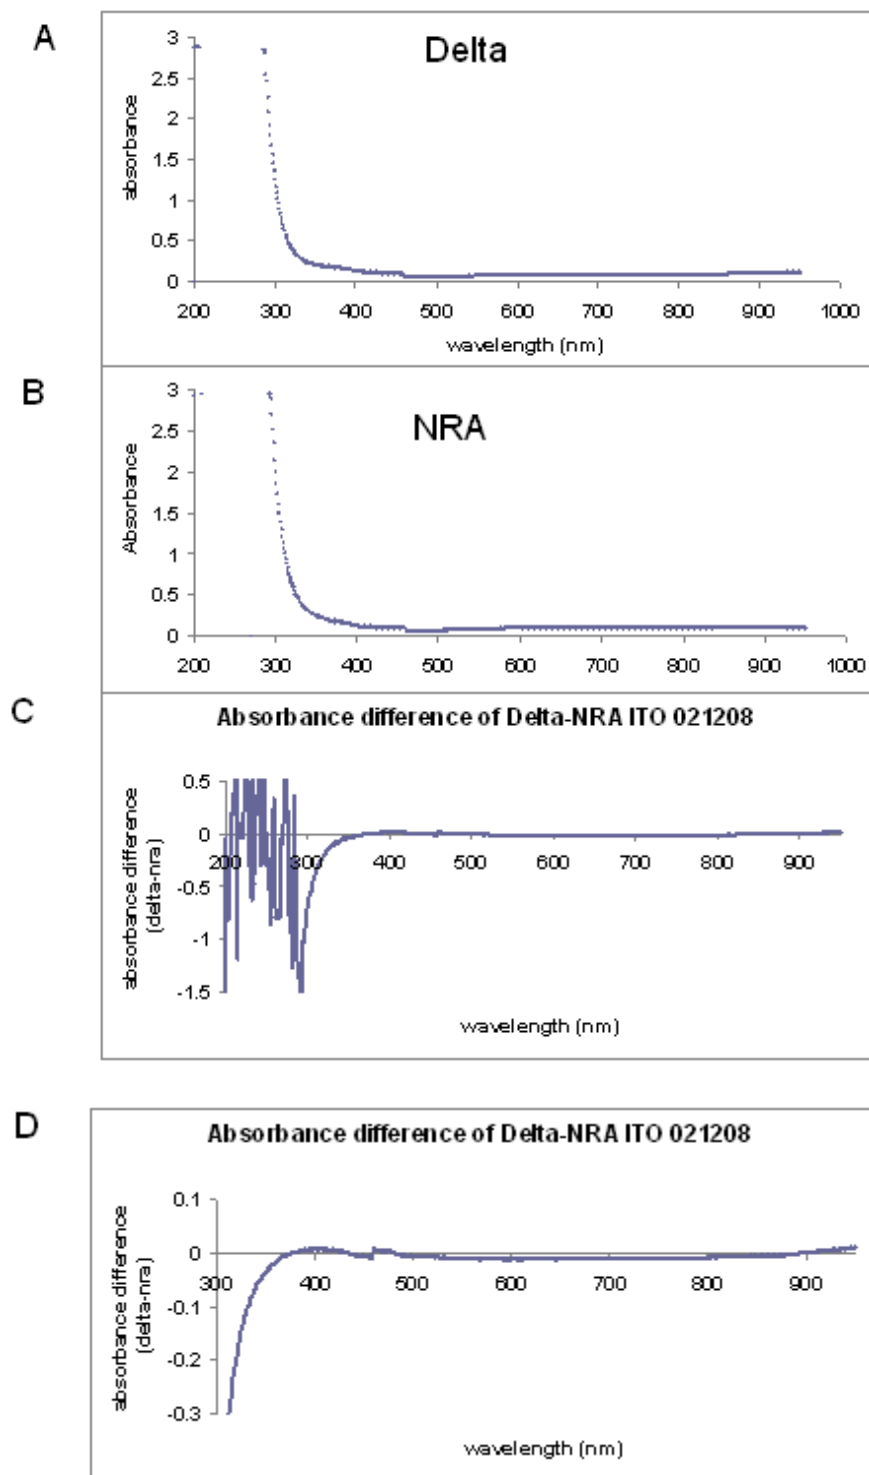 A
Delta
absorbance
3
2.5
2
1.5
1
0.5
0
200 300 400 500 600 700 800 900 1000
wavelength (nm)
B
NRA
Absorbance
3
2.5
2
1.5
1
0.5
0
200 300 400 500 600 700 800 900 1000
C
Absorbance difference of Delta-NRA ITO 021208
absorbance difference
(delta-nra)
0.5
0
-0.5
-1
-1.5
200 300 400 500 600 700 800 900
wavelength (nm)
D
Absorbance difference of Delta-NRA ITO 021208
absorbance difference
(delta-nra)
0.1
0
-0.1
-0.2
-0.3
300 400 500 600 700 800 900
wavelength (nm)